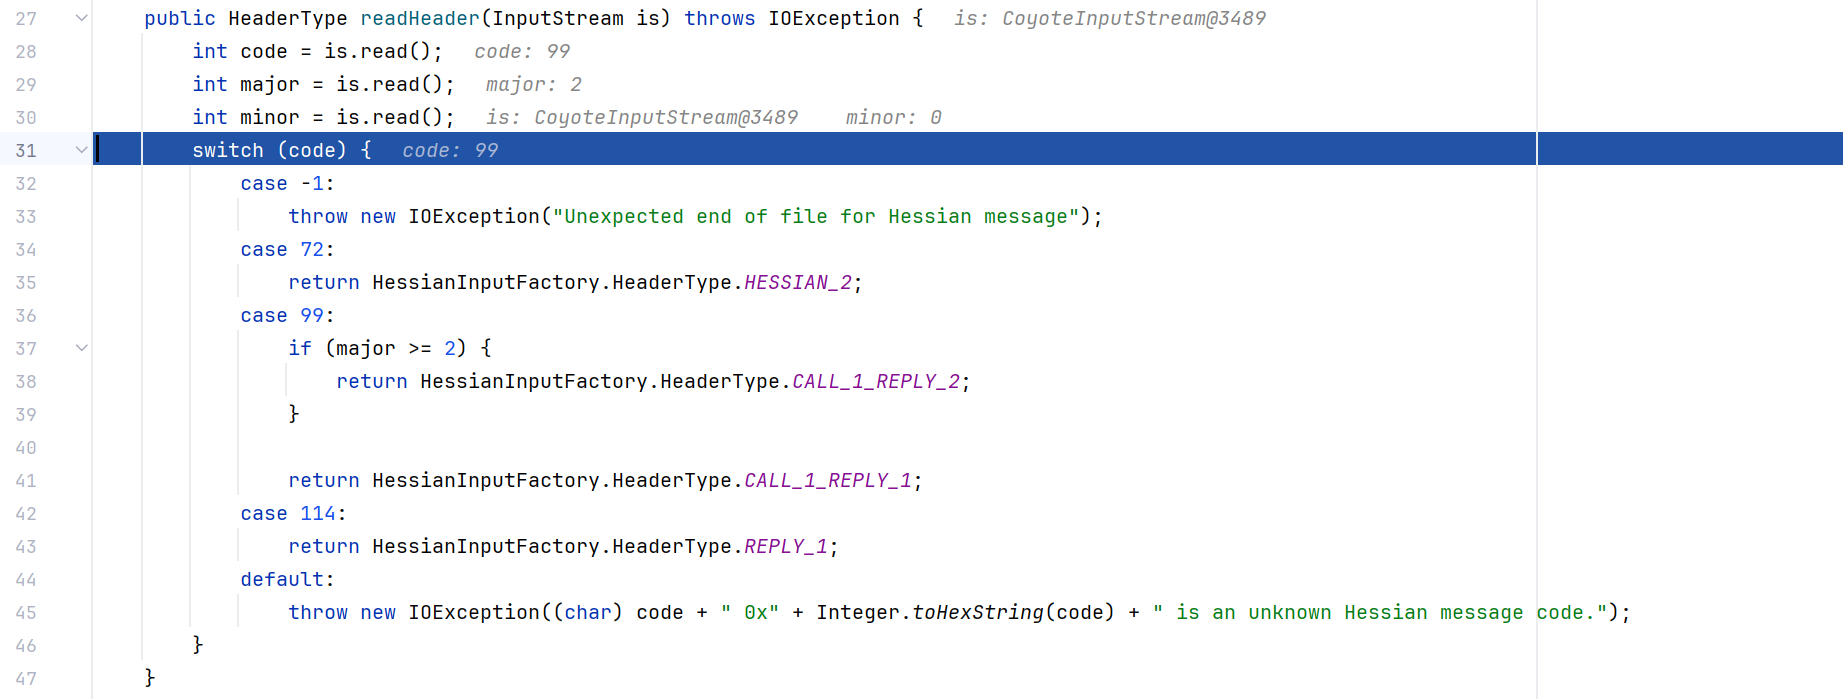 27 public HeaderType readHeader(InputStream is) throws IOException { is: CoyoteInputStream@3489
28 int code = is.read(); code: 99
29 int major = is.read(); major: 2
30 int minor = is.read(); is: CoyoteInputStream@3489 minor: 0
31 switch (code) { code: 99
32 case -1:
33 throw new IOException("Unexpected end of file for Hessian message");
34 case 72:
35 return HessianInputFactory.HeaderType.HESSIAN_2;
36 case 99:
37 if (major >= 2) {
38 return HessianInputFactory.HeaderType.CALL_1_REPLY_2;
39 }
40
41 return HessianInputFactory.HeaderType.CALL_1_REPLY_1;
42 case 114:
43 return HessianInputFactory.HeaderType.REPLY_1;
44 default:
45 throw new IOException((char) code + " 0x" + Integer.toHexString(code) + " is an unknown Hessian message code.");
46 }
47 }